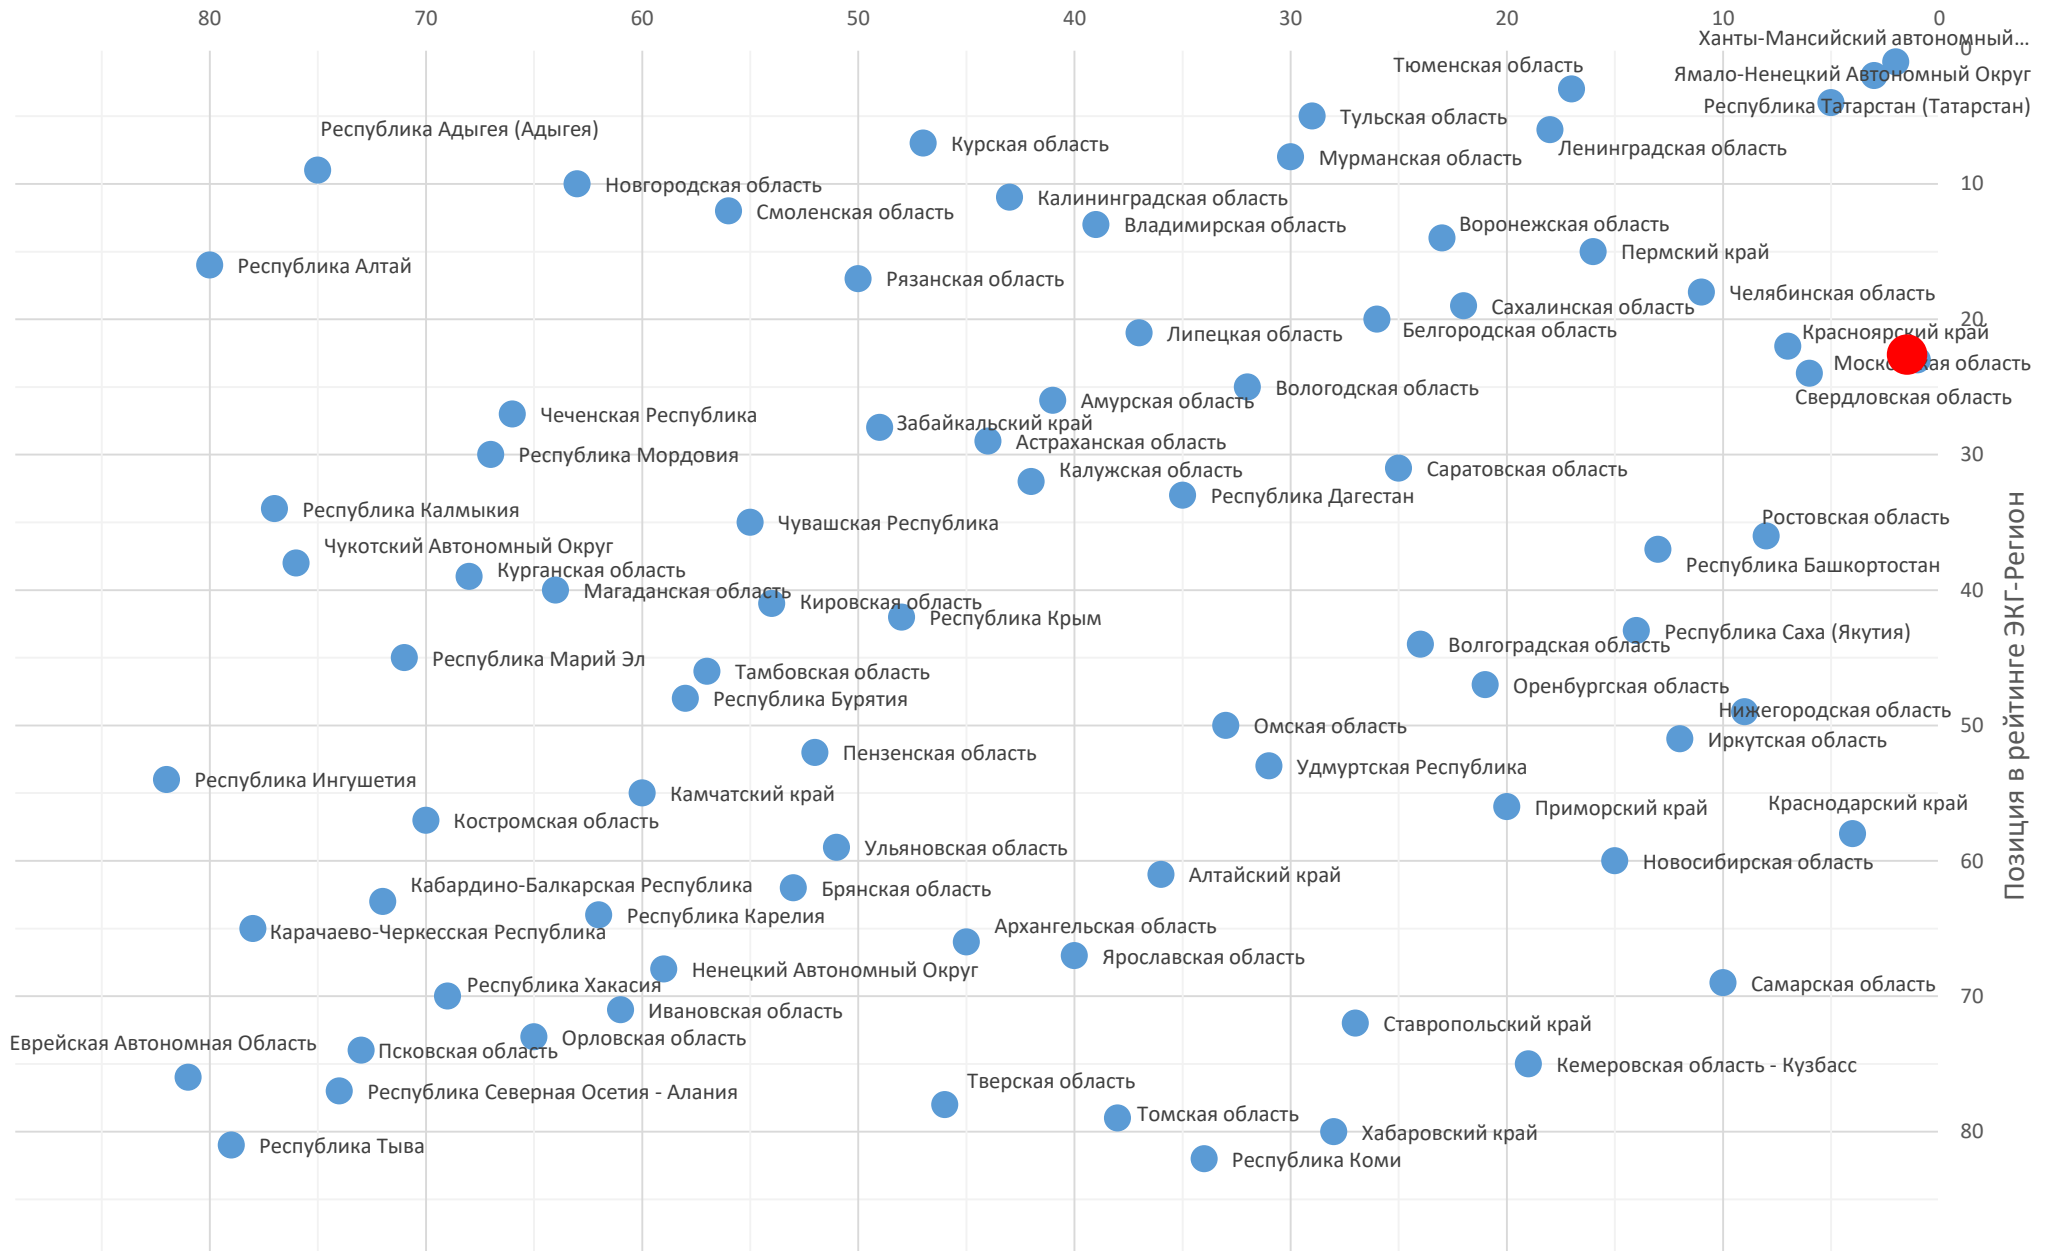 80 70 60 50 40 30 20 10 0
Ханты-Мансийский автономный...
0
Тюменская область
Ямало-Ненецкий Автономный Округ
Республика Татарстан (Татарстан)
Тульская область
Республика Адыгея (Адыгея)
Курская область
Ленинградская область
Мурманская область
10
Новгородская область
Калининградская область
Смоленская область
Владимирская область
Воронежская область
Пермский край
Республика Алтай
Рязанская область
Челябинская область
Сахалинская область
20
Белгородская область
Липецкая область
Красноярский край
Московская область
Вологодская область
Свердловская область
Амурская область
Чеченская Республика
Забайкальский край
Астраханская область
30
Республика Мордовия
Калужская область
Саратовская область
Республика Дагестан
Республика Калмыкия
Ростовская область
Чувашская Республика
Чукотский Автономный Округ
Республика Башкортостан
Курганская область
40
Магаданская область
Кировская область
Республика Крым
Республика Саха (Якутия)
Волгоградская область
Республика Марий Эл
Тамбовская область
Оренбургская область
Республика Бурятия
Нижегородская область
50
Омская область
Иркутская область
Пензенская область
Удмуртская Республика
Республика Ингушетия
Камчатский край
Краснодарский край
Приморский край
Костромская область
Ульяновская область
60
Новосибирская область
Алтайский край
Кабардино-Балкарская Республика
Брянская область
Республика Карелия
Архангельская область
Карачаево-Черкесская Республика
Ярославская область
Ненецкий Автономный Округ
Республика Хакасия
Самарская область
70
Ивановская область
Ставропольский край
Орловская область
Еврейская Автономная Область
Псковская область
Кемеровская область - Кузбасс
Тверская область
Республика Северная Осетия - Алания
Томская область
80
Хабаровский край
Республика Тыва
Республика Коми
Позиция в рейтинге ЭКГ-Регион